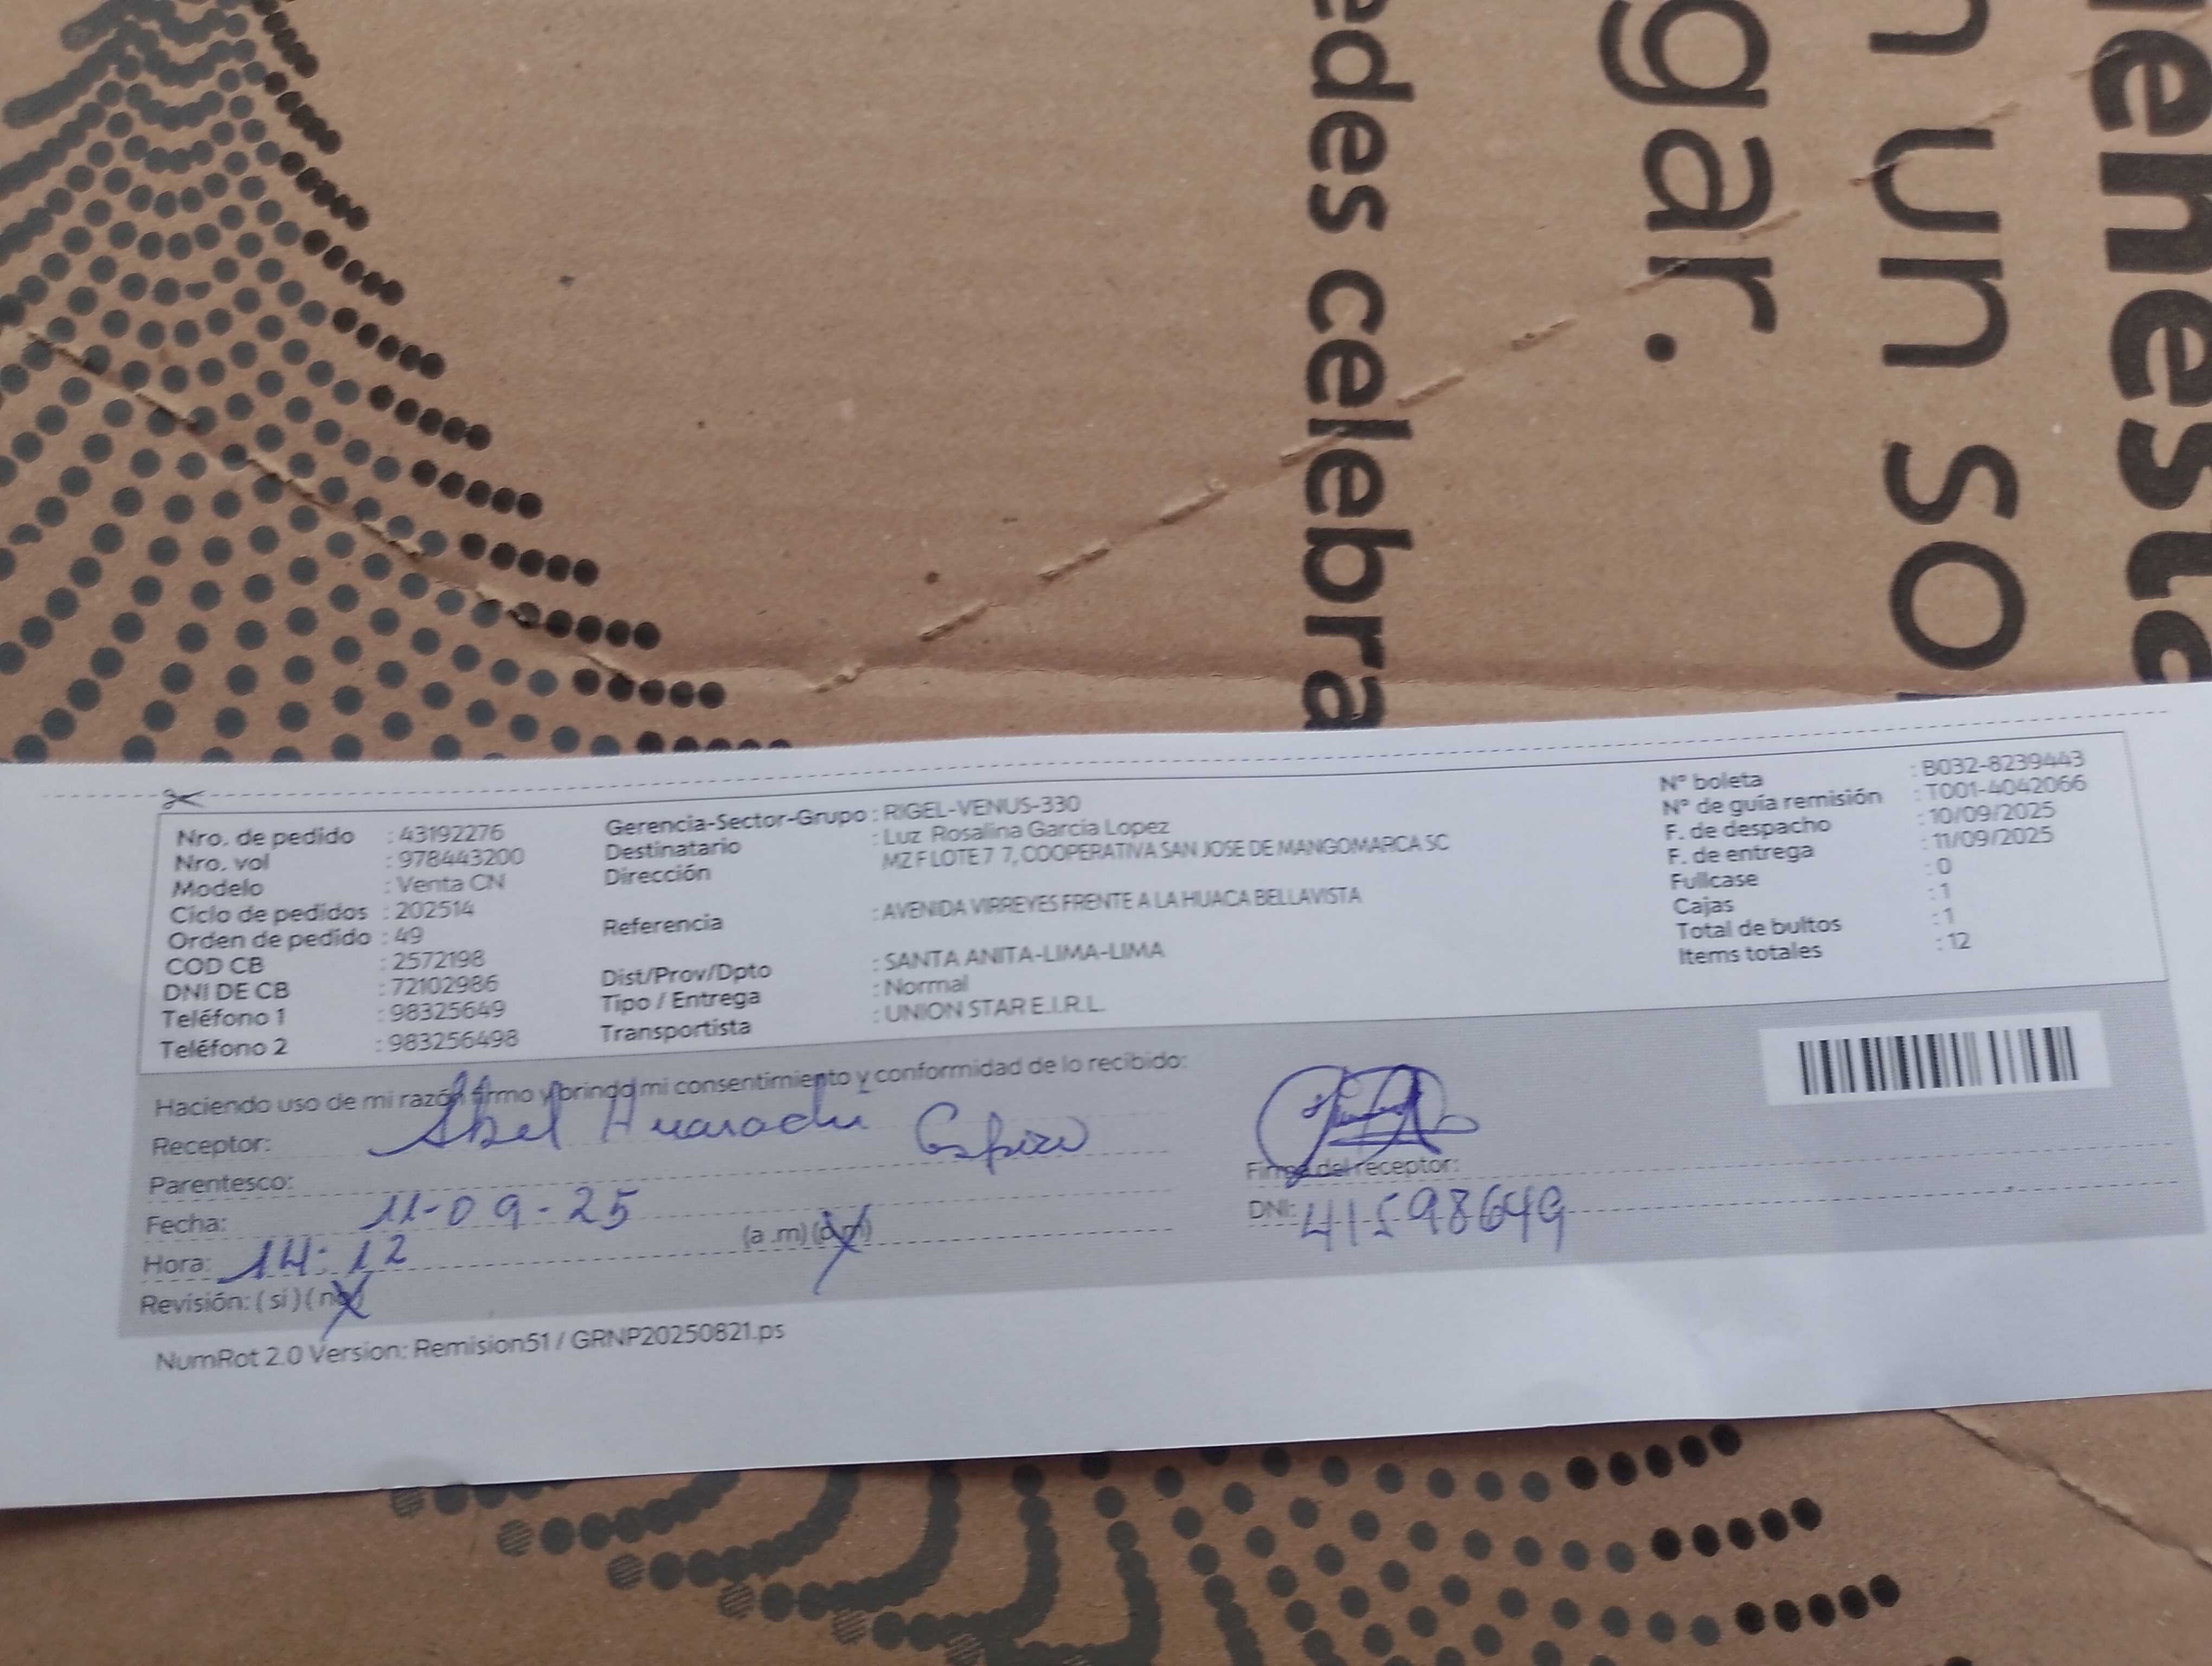 edes celebra
gar.
n un so
enesta
Nro. de pedido : 43192276
Nro. vol : 978443200
Modelo : Venta CN
Ciclo de pedidos : 202514
Orden de pedido : 49
COD CB : 2572198
DNI DE CB : 72102986
Teléfono 1 : 98325649
Teléfono 2 : 983256498
Gerencia-Sector-Grupo : RIGEL-VENUS-330
Destinatario : Luz Rosalina Garcia Lopez
Dirección MZ F LOTE 7 7, COOPERATIVA SAN JOSE DE MANGOMARCA SC
Referencia : AVENIDA VIRREYES FRENTE A LA HUACA BELLAVISTA
Dist/Prov/Dpto : SANTA ANITA-LIMA-LIMA
Tipo / Entrega : Normal
Transportista : UNION STAR E.I.R.L.
N° boleta : B032-8239443
N° de guía remisión : T001-4042066
F. de despacho : 10/09/2025
F. de entrega : 11/09/2025
Fullcase : 0
Cajas : 1
Total de bultos : 1
Items totales : 12
Haciendo uso de mi razón firmo y brindo mi consentimiento y conformidad de lo recibido:
Receptor: Abel Huarachi
Parentesco:
Fecha: 11-09-25
Hora: 14:12 (a .m) (p.m)
Revisión: ( sí ) ( no )
Firma del receptor:
DNI: 41598649
NumRot 2.0 Version: Remision51 / GRNP20250821.ps